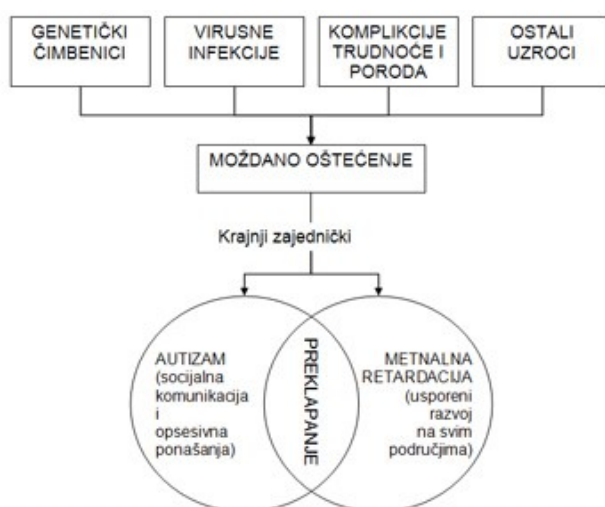 GENETIČKI
ČIMBENICI
VIRUSNE
INFEKCIJE
KOMPLIKCIJE
TRUDNOĆE I
PORODA
OSTALI
UZROCI
MOŽDANO OŠTEĆENJE
Krajnji zajednički
AUTIZAM
(socijalna
komunikacija
i
opsesivna
ponašanja)
PREKLAPANJE
METNALNA
RETARDACIJA
(usporeni
razvoj
na svim
područjima)